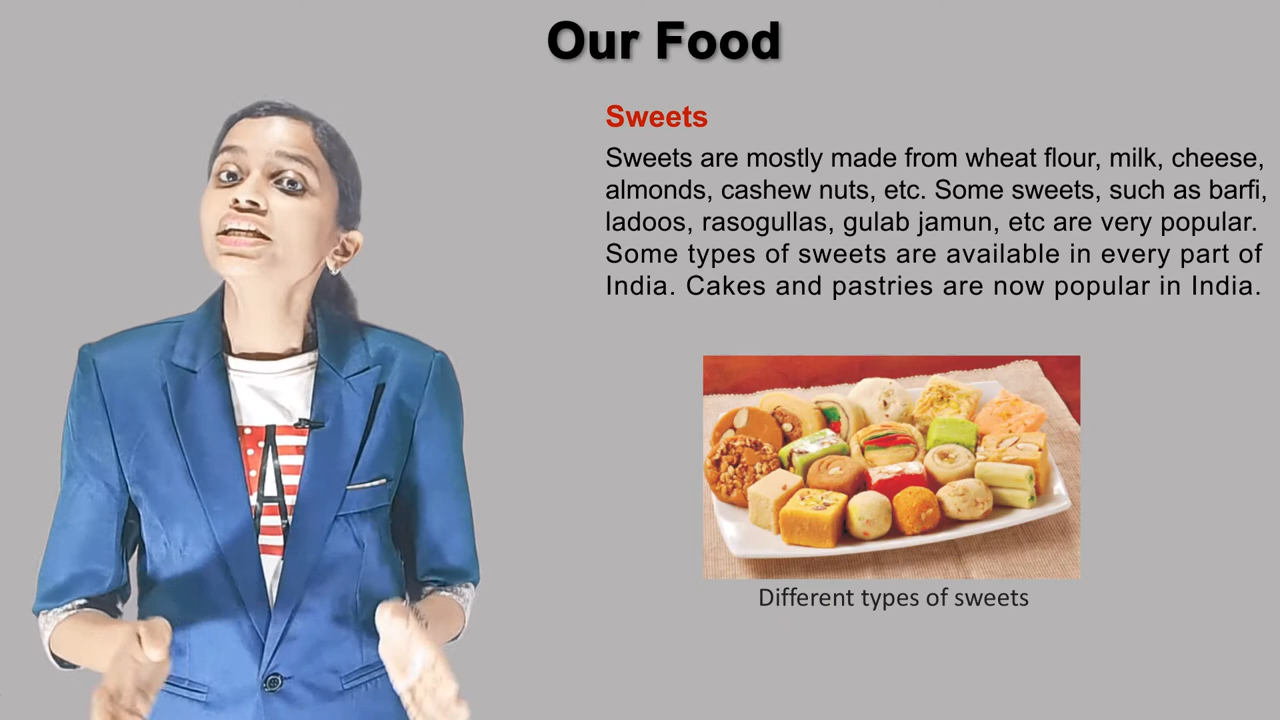 Our Food
Sweets
Sweets are mostly made from wheat flour, milk, cheese,
almonds, cashew nuts, etc. Some sweets, such as barfi,
ladoos, rasogullas, gulab jamun, etc are very popular.
Some types of sweets are available in every part of
India. Cakes and pastries are now popular in India.
A
Different types of sweets